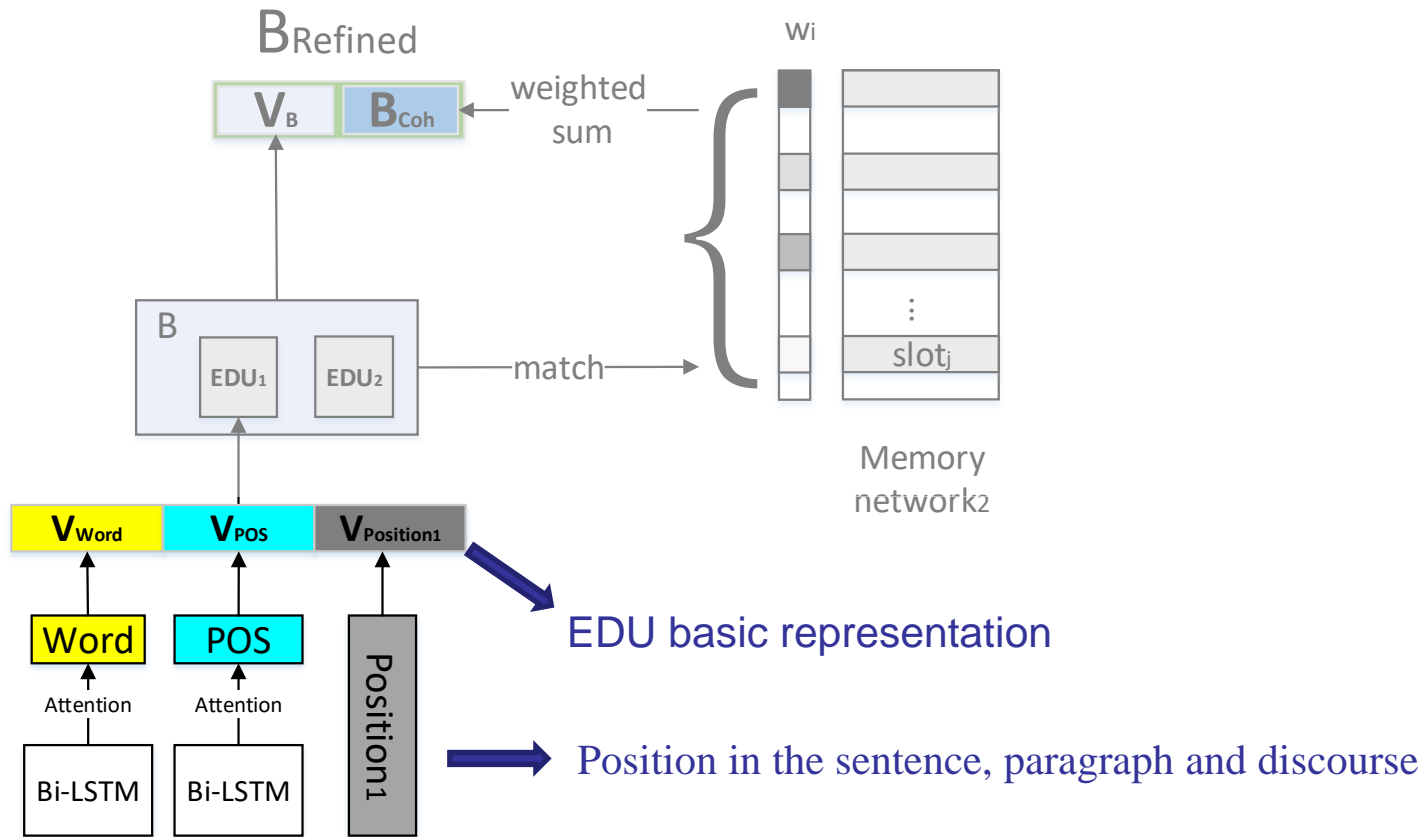 BRefined
wi
VB
BCoh
weighted
sum
B
EDU1
EDU2
match
{
⋮
slotj
Memory
network2
VWord
VPOS
VPosition1
Word
POS
Position1
EDU basic representation
Attention
Attention
Bi-LSTM
Bi-LSTM
Position in the sentence, paragraph and discourse